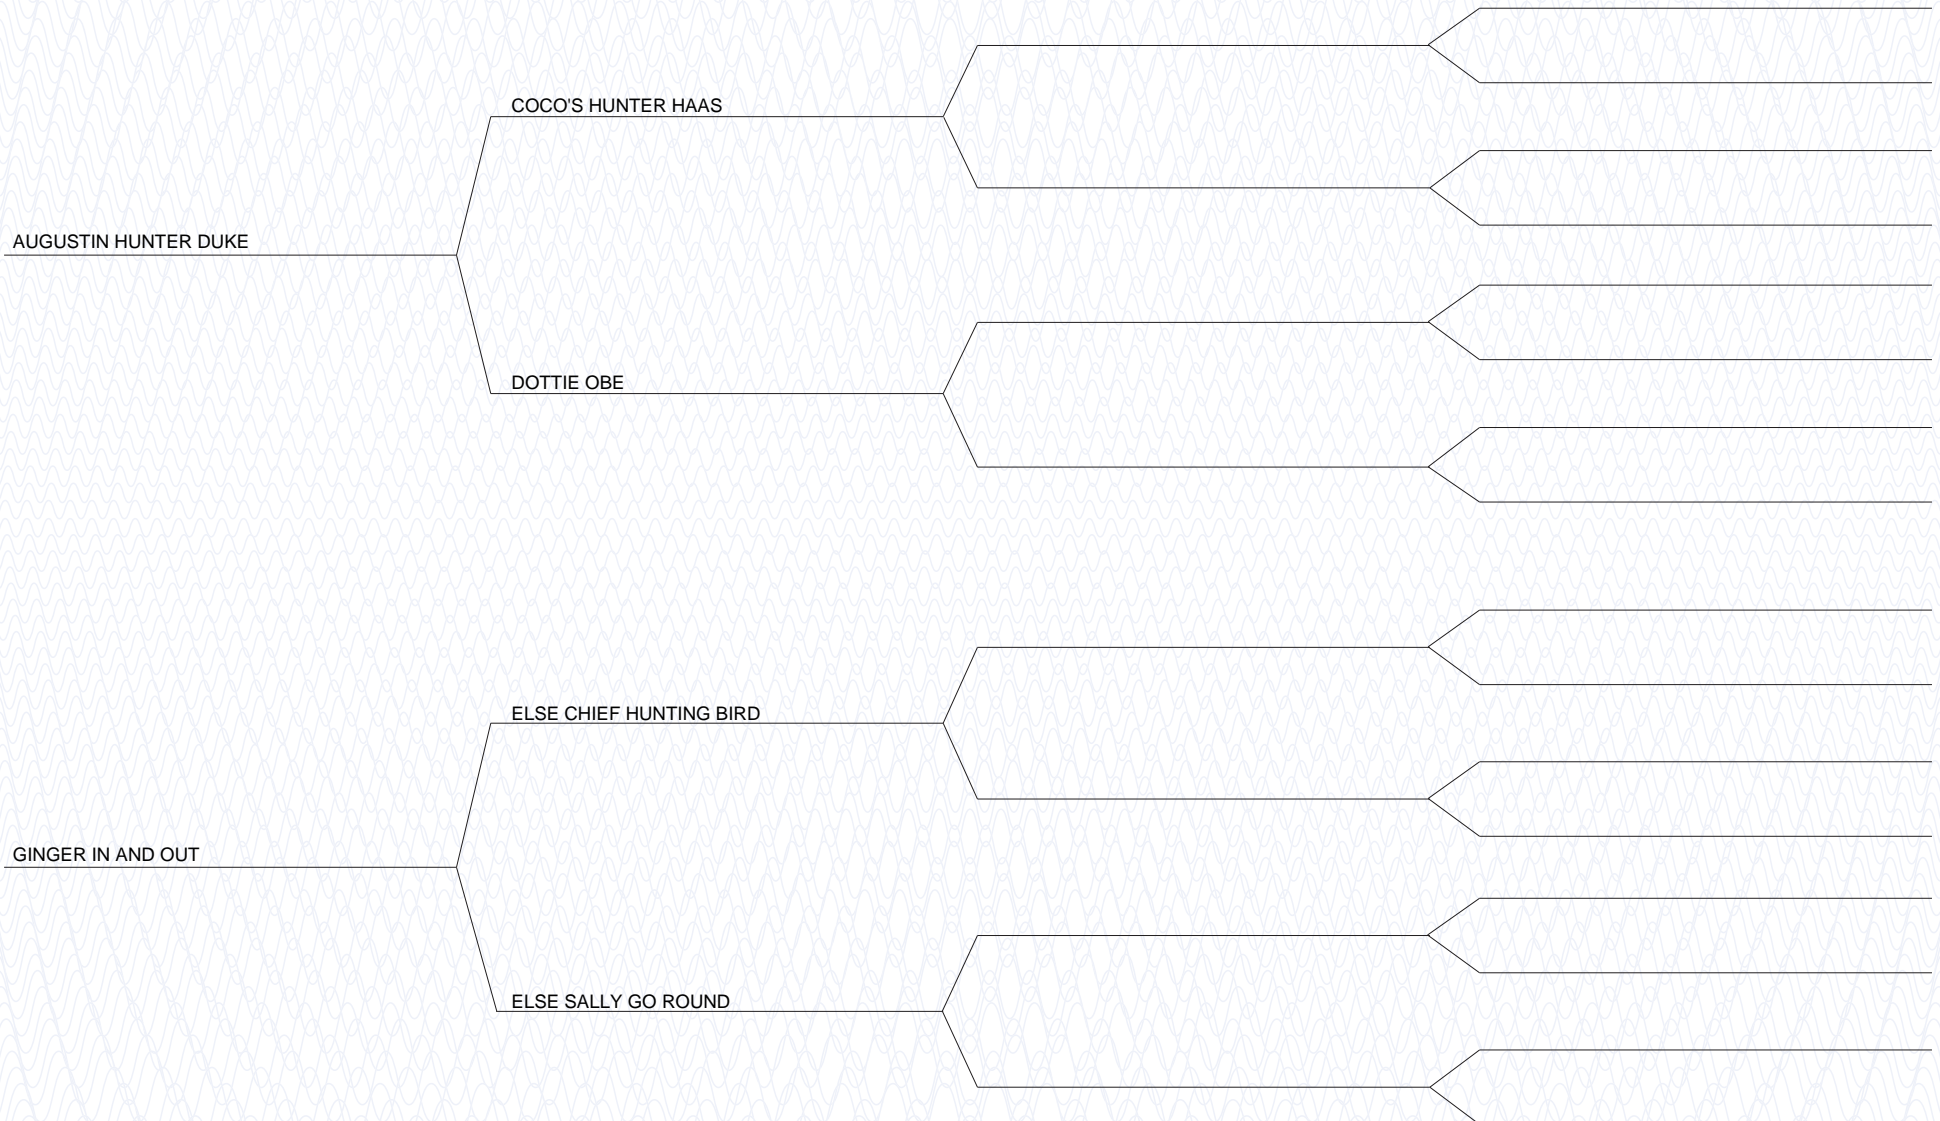 COCO'S HUNTER HAAS
AUGUSTIN HUNTER DUKE
DOTTIE OBE
ELSE CHIEF HUNTING BIRD
GINGER IN AND OUT
ELSE SALLY GO ROUND